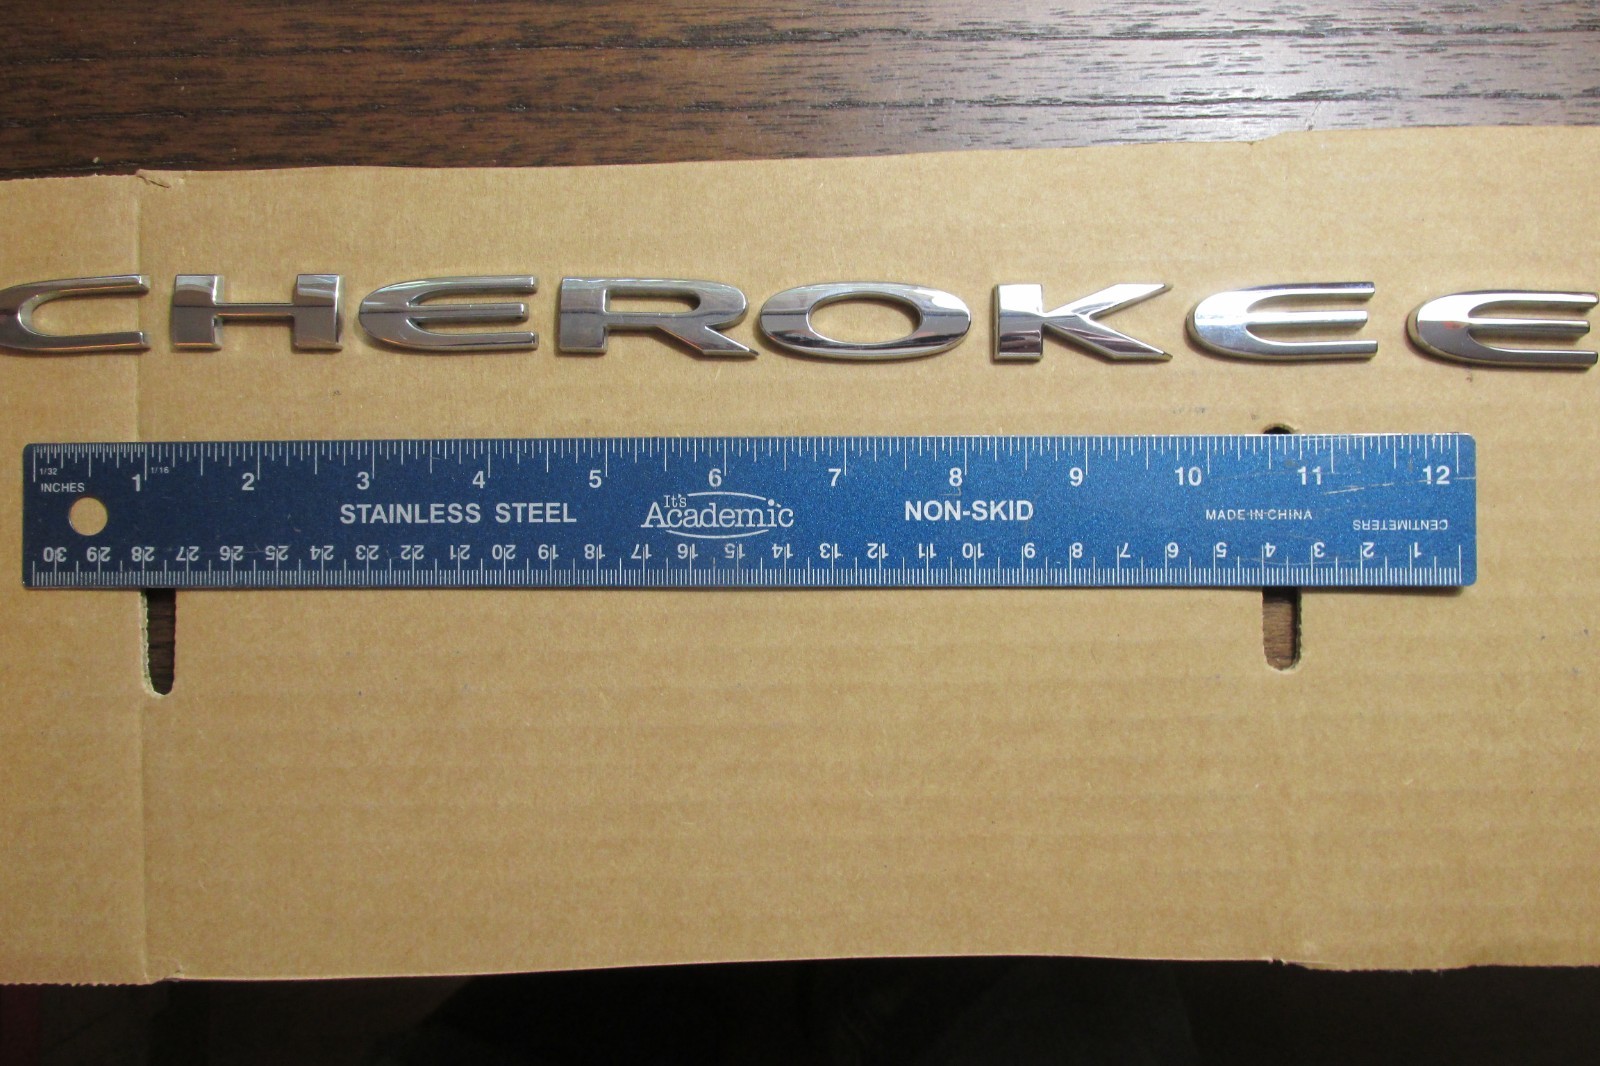 CHEROKEE
1/32 1/16
INCHES 1 2 3 4 5 6 7 8 9 10 11 12
STAINLESS STEEL It's Academic NON-SKID MADE IN CHINA
CENTIMETERS
30 29 28 27 26 25 24 23 22 21 20 19 18 17 16 15 14 13 12 11 10 9 8 7 6 5 4 3 2 1